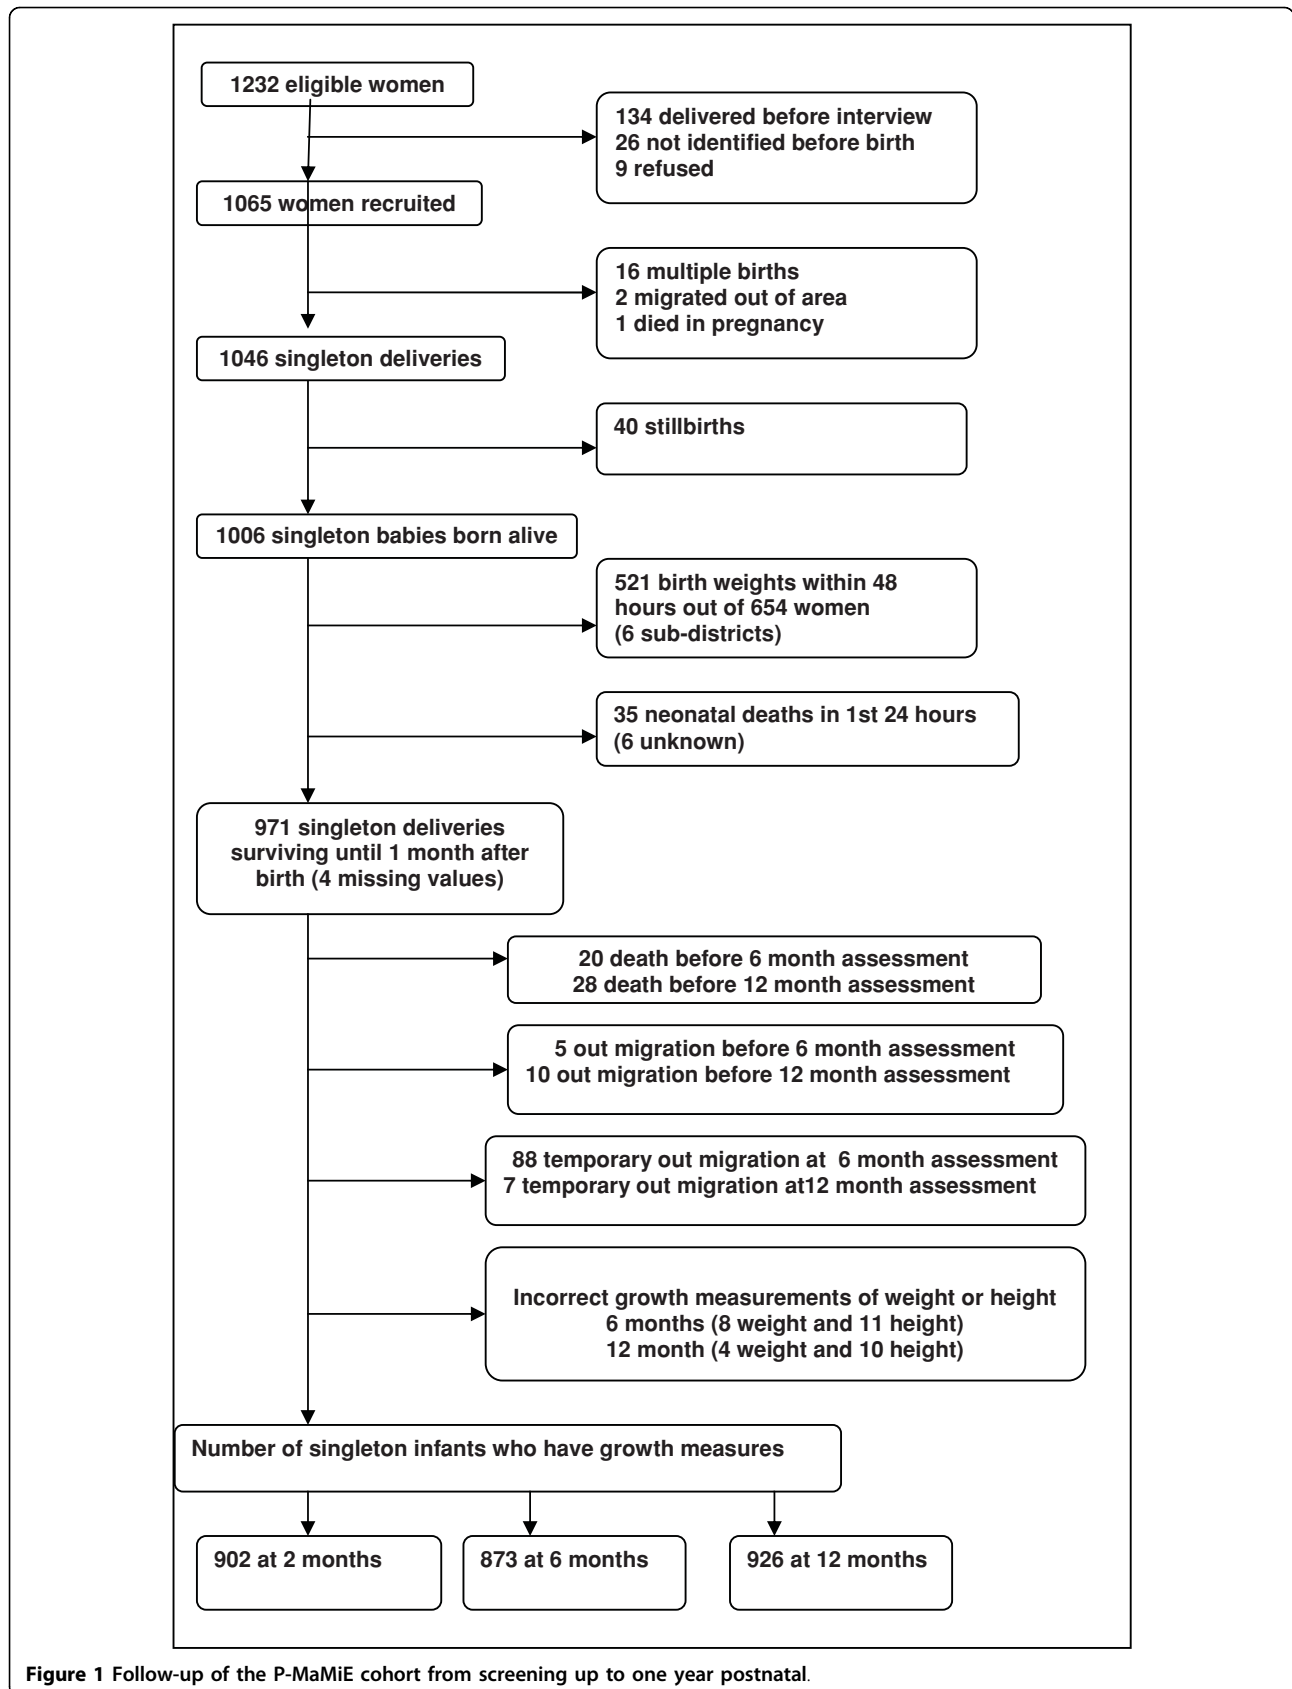 1232 eligible women
134 delivered before interview
26 not identified before birth
9 refused
1065 women recruited
16 multiple births
2 migrated out of area
1 died in pregnancy
1046 singleton deliveries
40 stillbirths
1006 singleton babies born alive
521 birth weights within 48
hours out of 654 women
(6 sub-districts)
35 neonatal deaths in 1st 24 hours
(6 unknown)
971 singleton deliveries
surviving until 1 month after
birth (4 missing values)
20 death before 6 month assessment
28 death before 12 month assessment
5 out migration before 6 month assessment
10 out migration before 12 month assessment
88 temporary out migration at 6 month assessment
7 temporary out migration at12 month assessment
Incorrect growth measurements of weight or height
6 months (8 weight and 11 height)
12 month (4 weight and 10 height)
Number of singleton infants who have growth measures
902 at 2 months
873 at 6 months
926 at 12 months
Figure 1 Follow-up of the P-MaMiE cohort from screening up to one year postnatal.